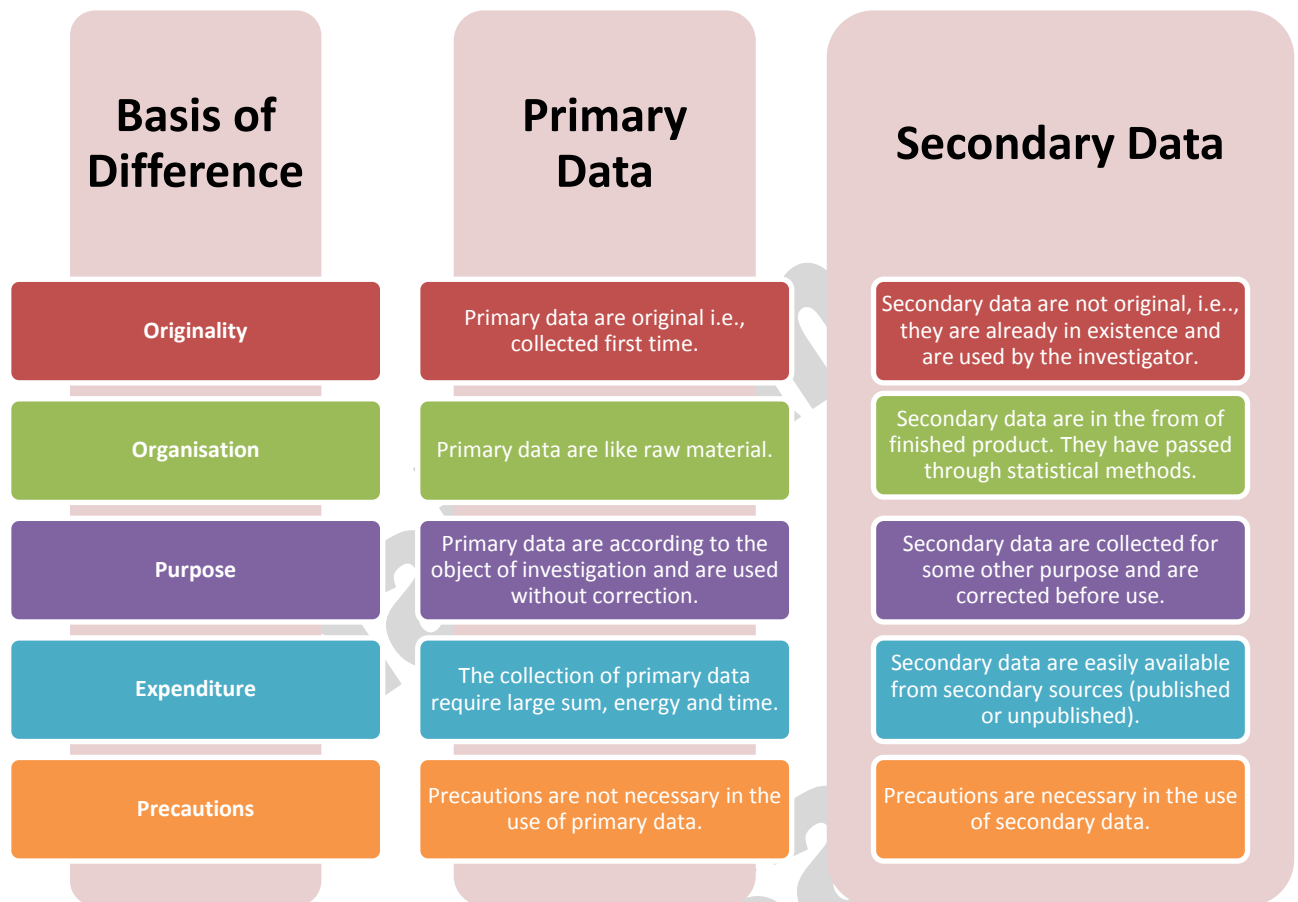 Basis of
Difference
Primary
Data
Secondary Data
Originality
Primary data are original i.e.,
collected first time.
Secondary data are not original, i.e..,
they are already in existence and
are used by the investigator.
Organisation
Primary data are like raw material.
Secondary data are in the from of
finished product. They have passed
through statistical methods.
Purpose
Primary data are according to the
object of investigation and are used
without correction.
Secondary data are collected for
some other purpose and are
corrected before use.
Expenditure
The collection of primary data
require large sum, energy and time.
Secondary data are easily available
from secondary sources (published
or unpublished).
Precautions
Precautions are not necessary in the
use of primary data.
Precautions are necessary in the use
of secondary data.